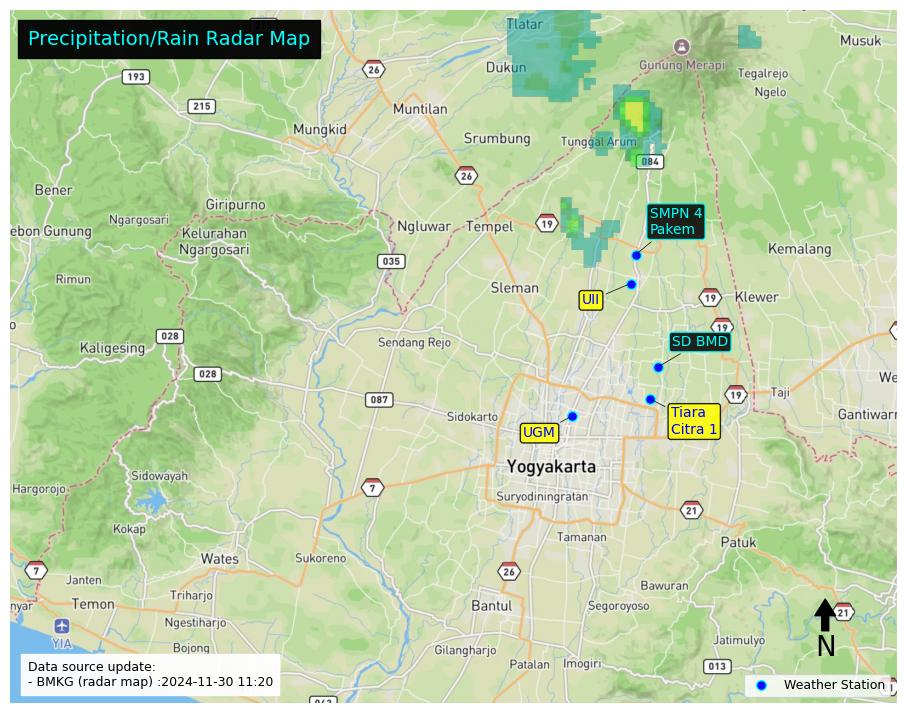 Precipitation/Rain Radar Map
Tlatar
Musuk
26
193
Dukun
Gunung Merapi
Tegalrejo
Ngelo
215
Muntilan
Mungkid
Srumbung
Tunggal Arum
084
26
Bener
Giripurno
Ngargosari
ebon Gunung
Kelurahan
Ngargosari
Ngluwar
Tempel
19
SMPN 4
Pakem
Kemalang
035
Rimun
Sleman
UII
19
Klewer
19
028
Kaligesing
Sendang Rejo
SD BMD
028
087
19
Taji
We
Sidokarto
Tiara
Citra 1
Gantiwarn
UGM
Yogyakarta
Sidowayah
Hargorojo
7
Suryodiningratan
21
Kokap
Tamanan
Patuk
Wates
Sukoreno
7
26
Janten
Bawuran
Triharjo
nyar
Temon
Bantul
Segoroyoso
21
Ngestiharjo
YIA
Jatimulyo
N
Bojong
Gilangharjo
Patalan
Imogiri
013
Data source update:
- BMKG (radar map) :2024-11-30 11:20
Weather Station